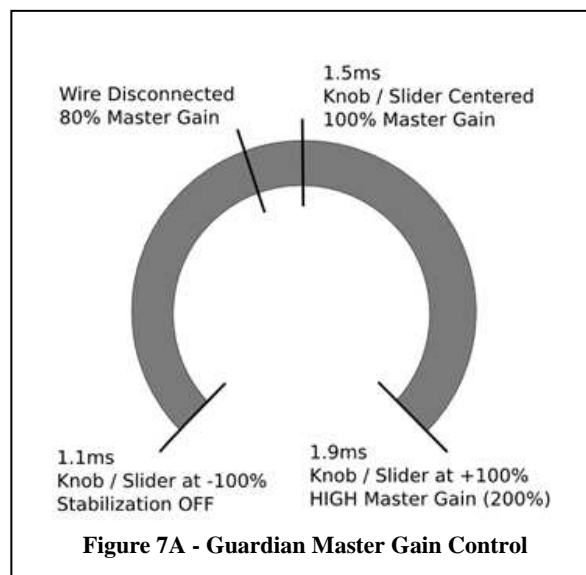 Wire Disconnected
80% Master Gain
1.5ms
Knob / Slider Centered
100% Master Gain
1.1ms
Knob / Slider at -100%
Stabilization OFF
1.9ms
Knob / Slider at +100%
HIGH Master Gain (200%)
Figure 7A - Guardian Master Gain Control